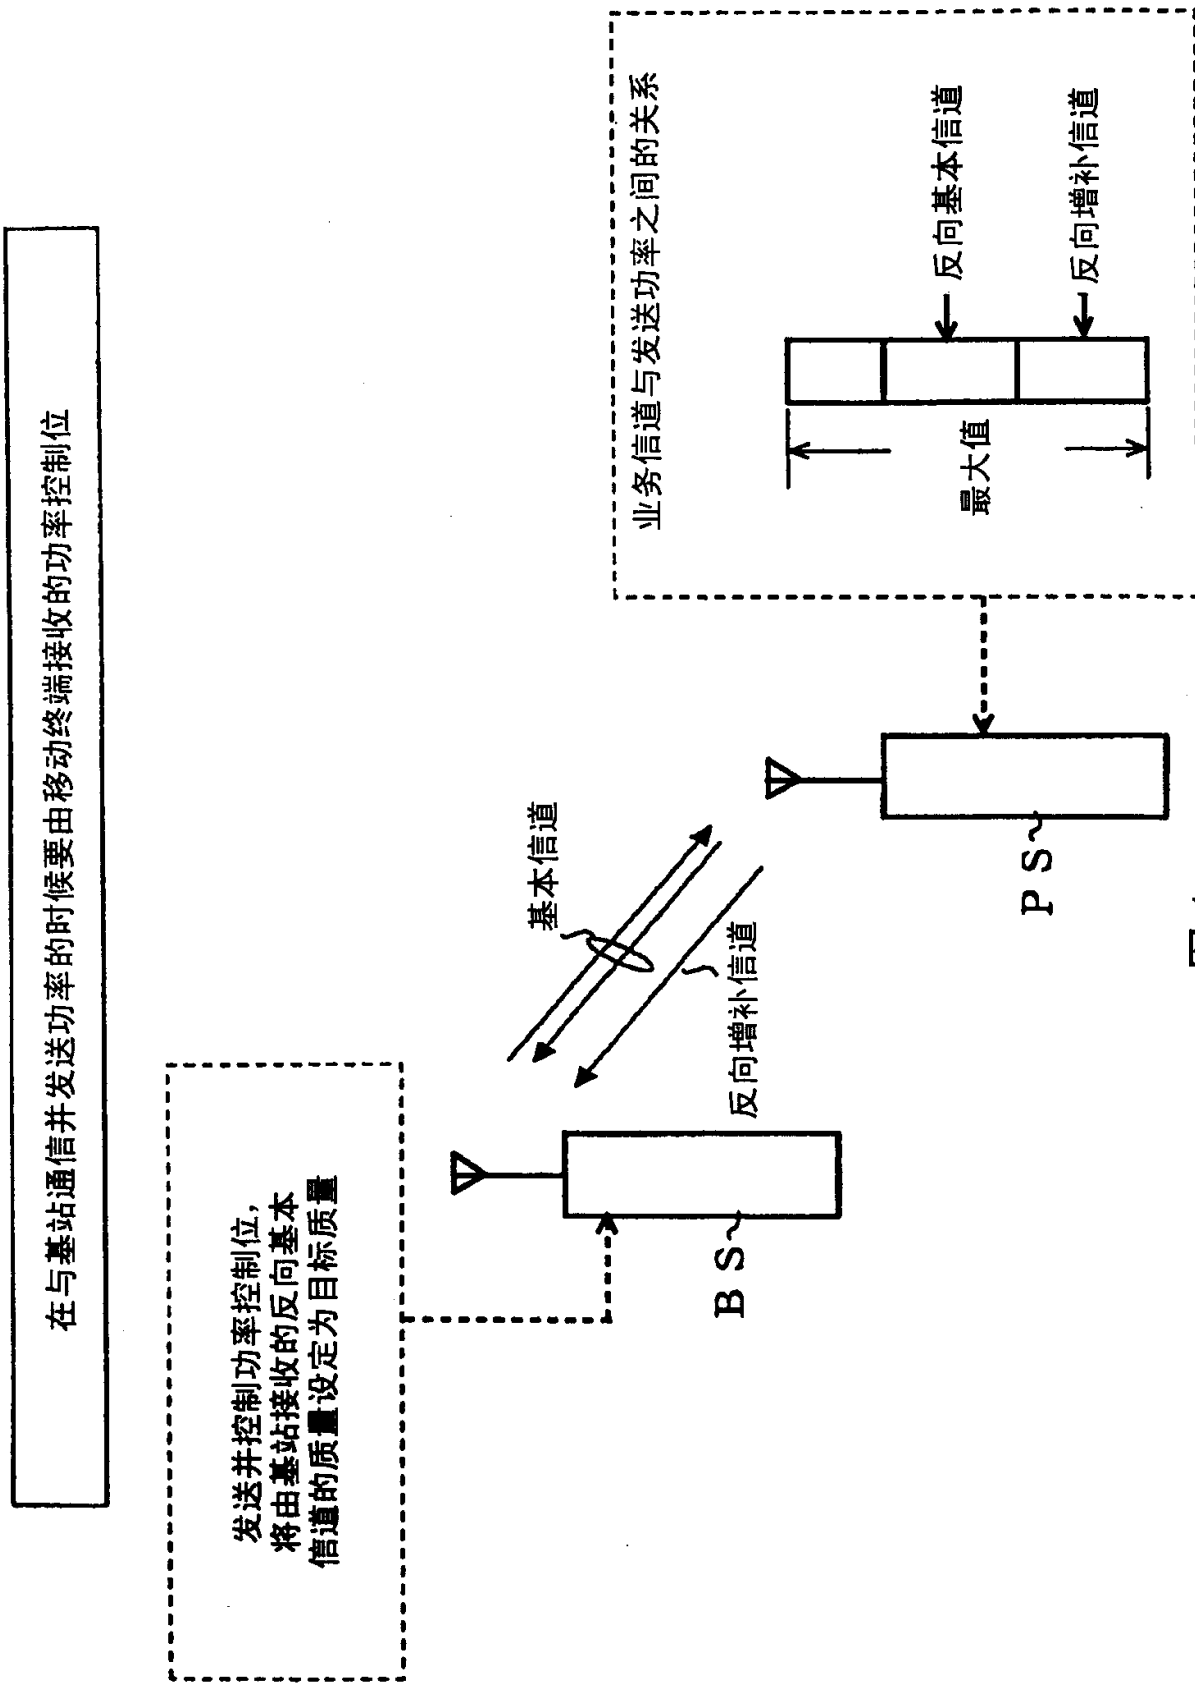 在与基站通信并发送功率的时候要由移动终端接收的功率控制位
发送并控制功率控制位,
将由基站接收的反向基本
信道的质量设定为目标质量
BS
基本信道
反向增补信道
PS
业务信道与发送功率之间的关系
最大值
反向基本信道
反向增补信道
图